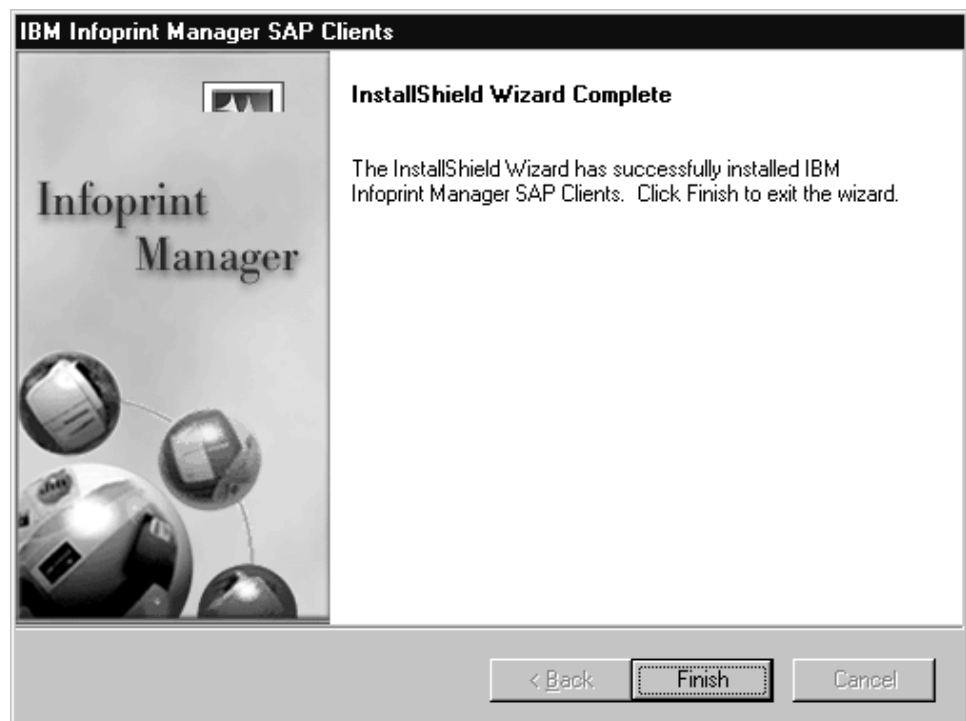 IBM Infoprint Manager SAP Clients
Infoprint
Manager
InstallShield Wizard Complete
The InstallShield Wizard has successfully installed IBM
Infoprint Manager SAP Clients. Click Finish to exit the wizard.
< Back
Finish
Cancel